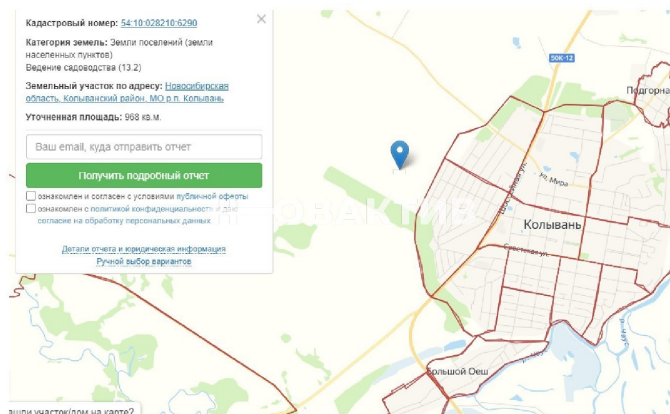 Кадастровый номер: 54:10:028210:6290
Категория земель: Земли поселений (земли
населенных пунктов)
Ведение садоводства (13.2)
Земельный участок по адресу: Новосибирская
область, Колыванский район, МО р.п. Колывань
Уточненная площадь: 968 кв.м.
Ваш email, куда отправить отчет
Получить подробный отчет
ознакомлен и согласен с условиями публичной оферты
ознакомлен с политикой конфиденциальности и даю
согласие на обработку персональных данных
Детали отчета и юридическая информация
Ручной выбор вариантов
50К-12
Подгорна
ул. Мира
Колывань
Советская ул.
Большой Оеш